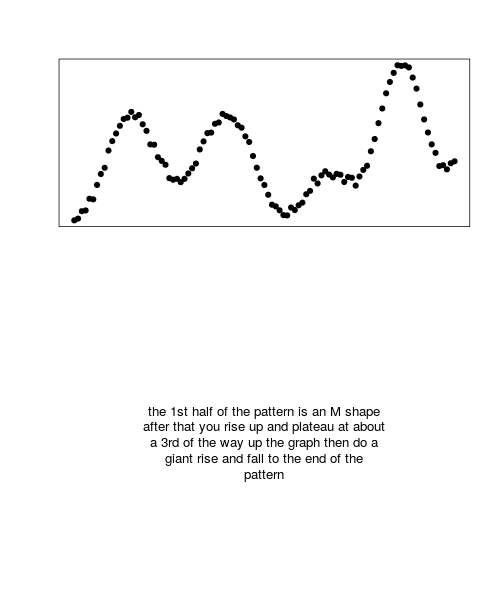 the 1st half of the pattern is an M shape
after that you rise up and plateau at about
a 3rd of the way up the graph then do a
giant rise and fall to the end of the
pattern